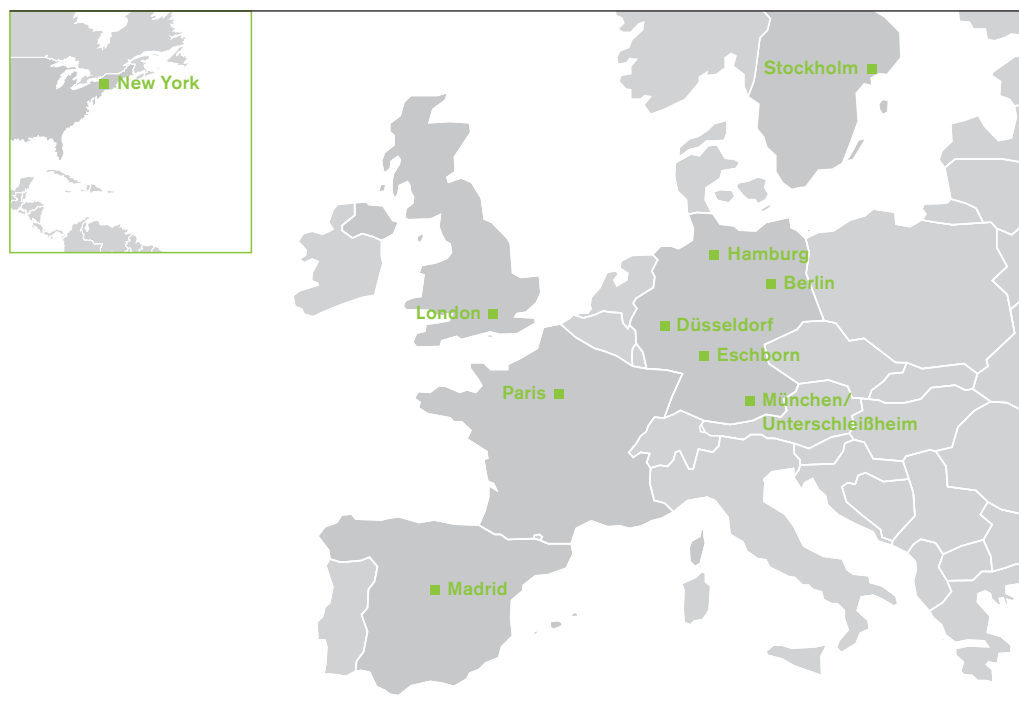 Stockholm
New York
Hamburg
Berlin
London
Düsseldorf
Eschborn
Paris
München/
Unterschleißheim
Madrid